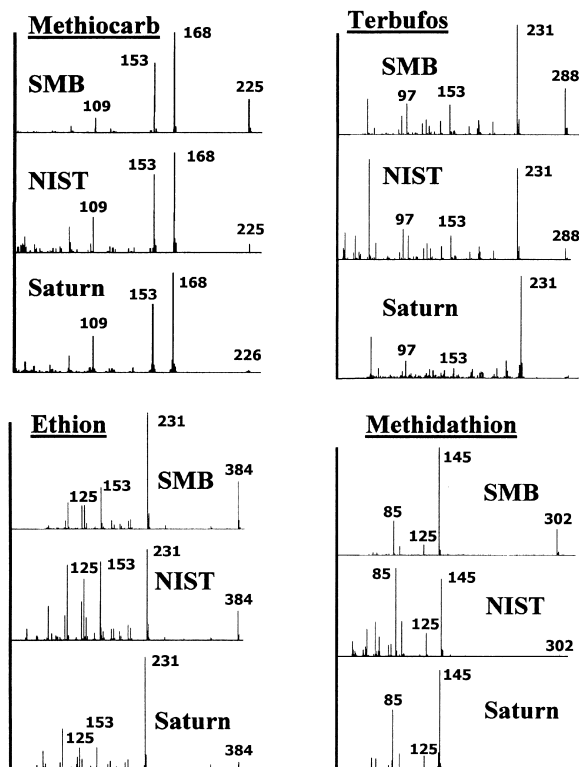 Methiocarb
168
153
SMB
109
225
168
153
NIST
109
225
168
153
Saturn
109
226
Terbufos
231
SMB
97
153
288
231
NIST
97
153
288
231
Saturn
97
153
Ethion
231
384
153
SMB
125
231
125
153
NIST
384
231
Saturn
153
125
384
Methidathion
145
SMB
85
302
125
85
145
NIST
125
302
145
85
Saturn
125